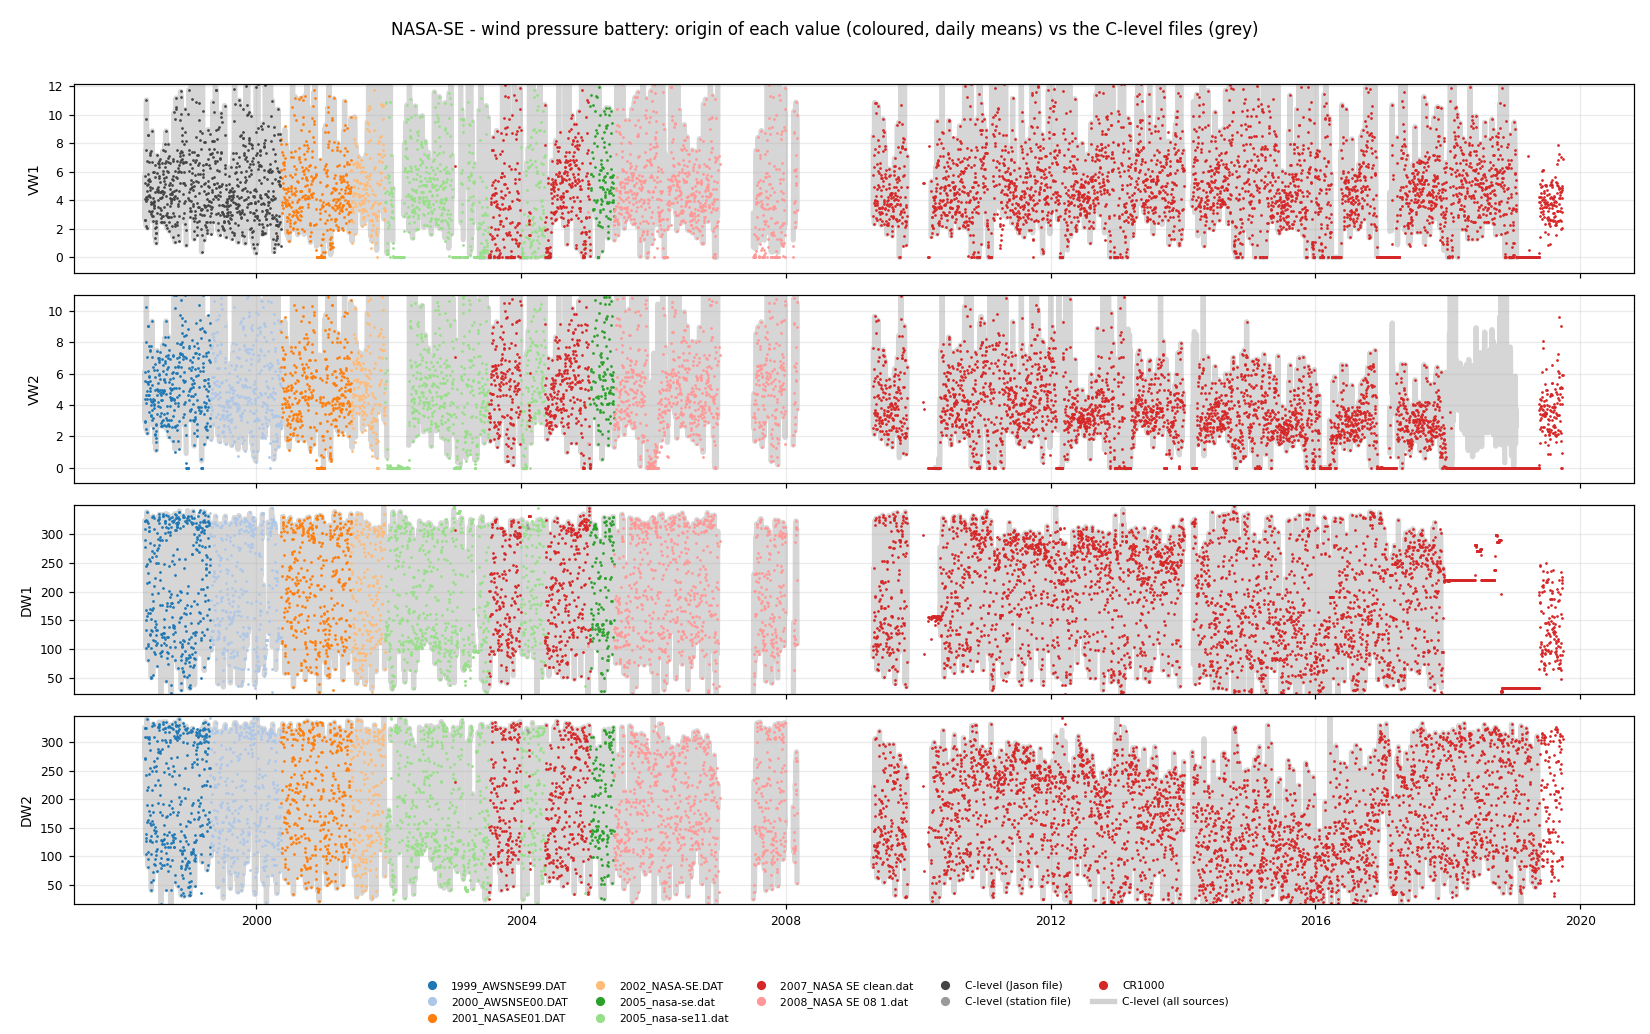 NASA-SE - wind pressure battery: origin of each value (coloured, daily means) vs the C-level files (grey)
VW1
12
10
8
6
4
2
0
VW2
10
8
6
4
2
0
DW1
300
250
200
150
100
50
DW2
300
250
200
150
100
50
2000 2004 2008 2012 2016 2020
1999_AWSNSE99.DAT 2002_NASA-SE.DAT 2007_NASA SE clean.dat C-level (Jason file) CR1000
2000_AWSNSE00.DAT 2005_nasa-se.dat 2008_NASA SE 08 1.dat C-level (station file) C-level (all sources)
2001_NASASE01.DAT 2005_nasa-se11.dat